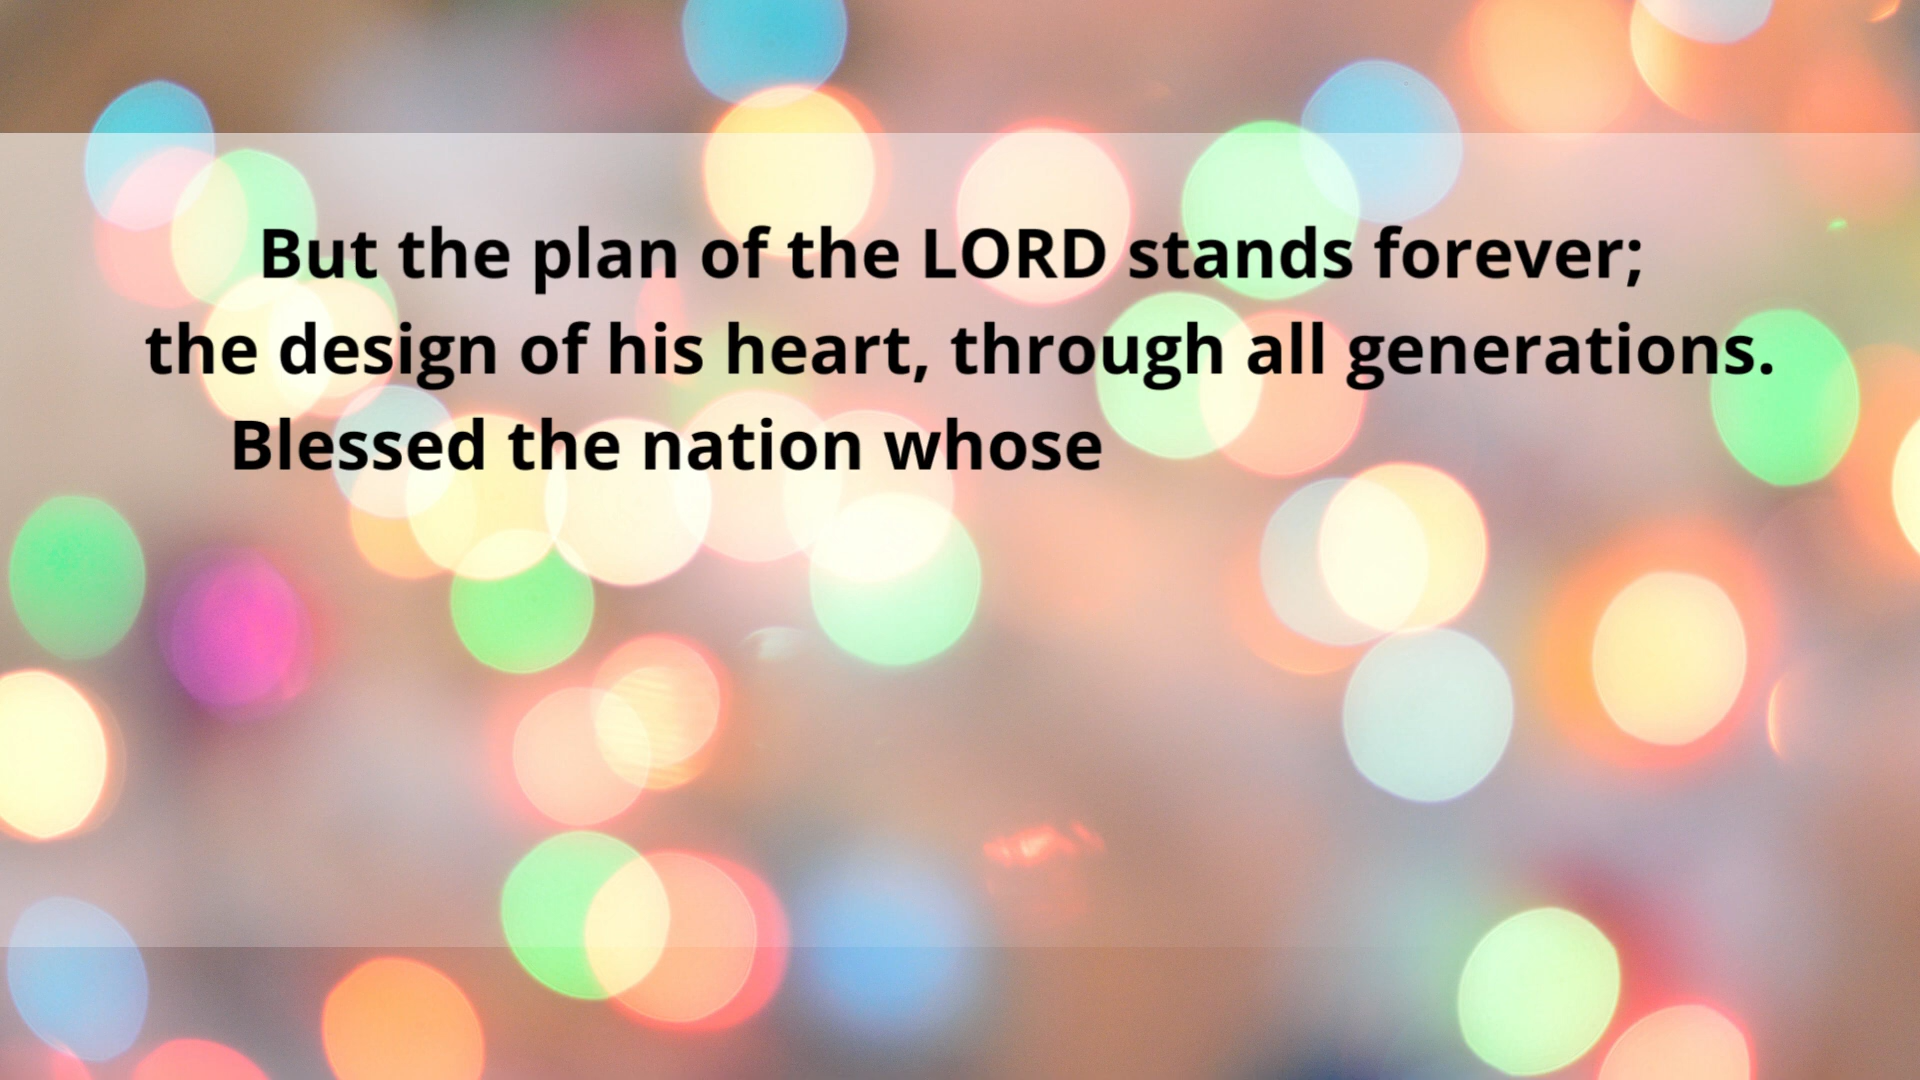 But the plan of the LORD stands forever;
the design of his heart, through all generations.
Blessed the nation whose